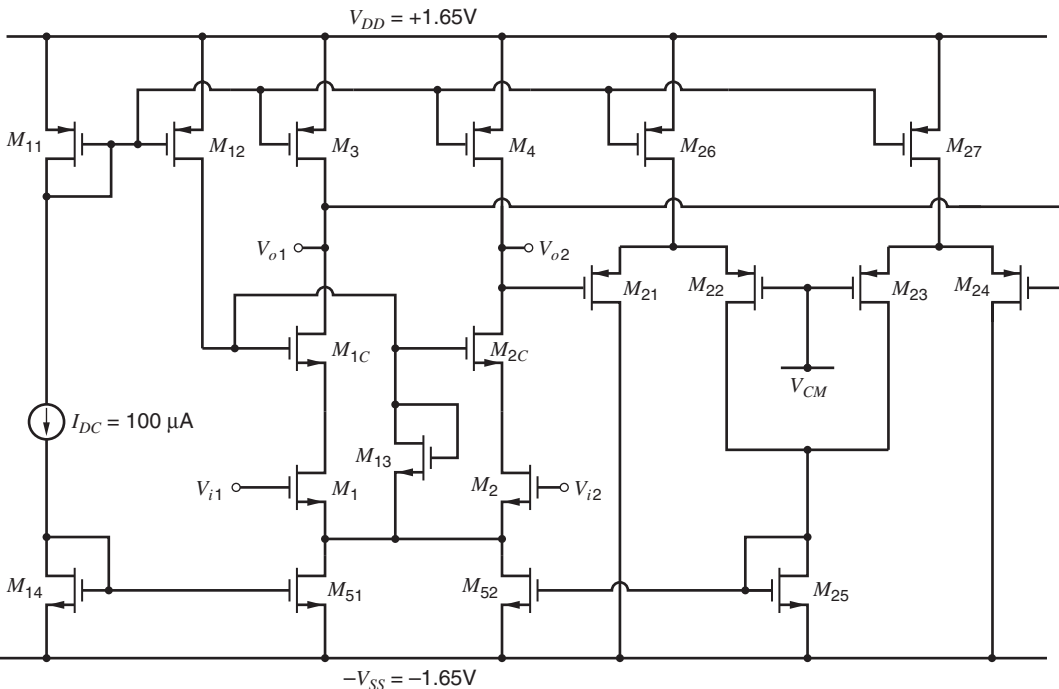 V_DD = +1.65V
M_11
M_12
M_3
M_4
M_26
M_27
V_o1
V_o2
M_21
M_22
M_23
M_24
M_1C
M_2C
V_CM
I_DC = 100 μA
M_13
V_i1
M_1
M_2
V_i2
M_14
M_51
M_52
M_25
–V_SS = –1.65V